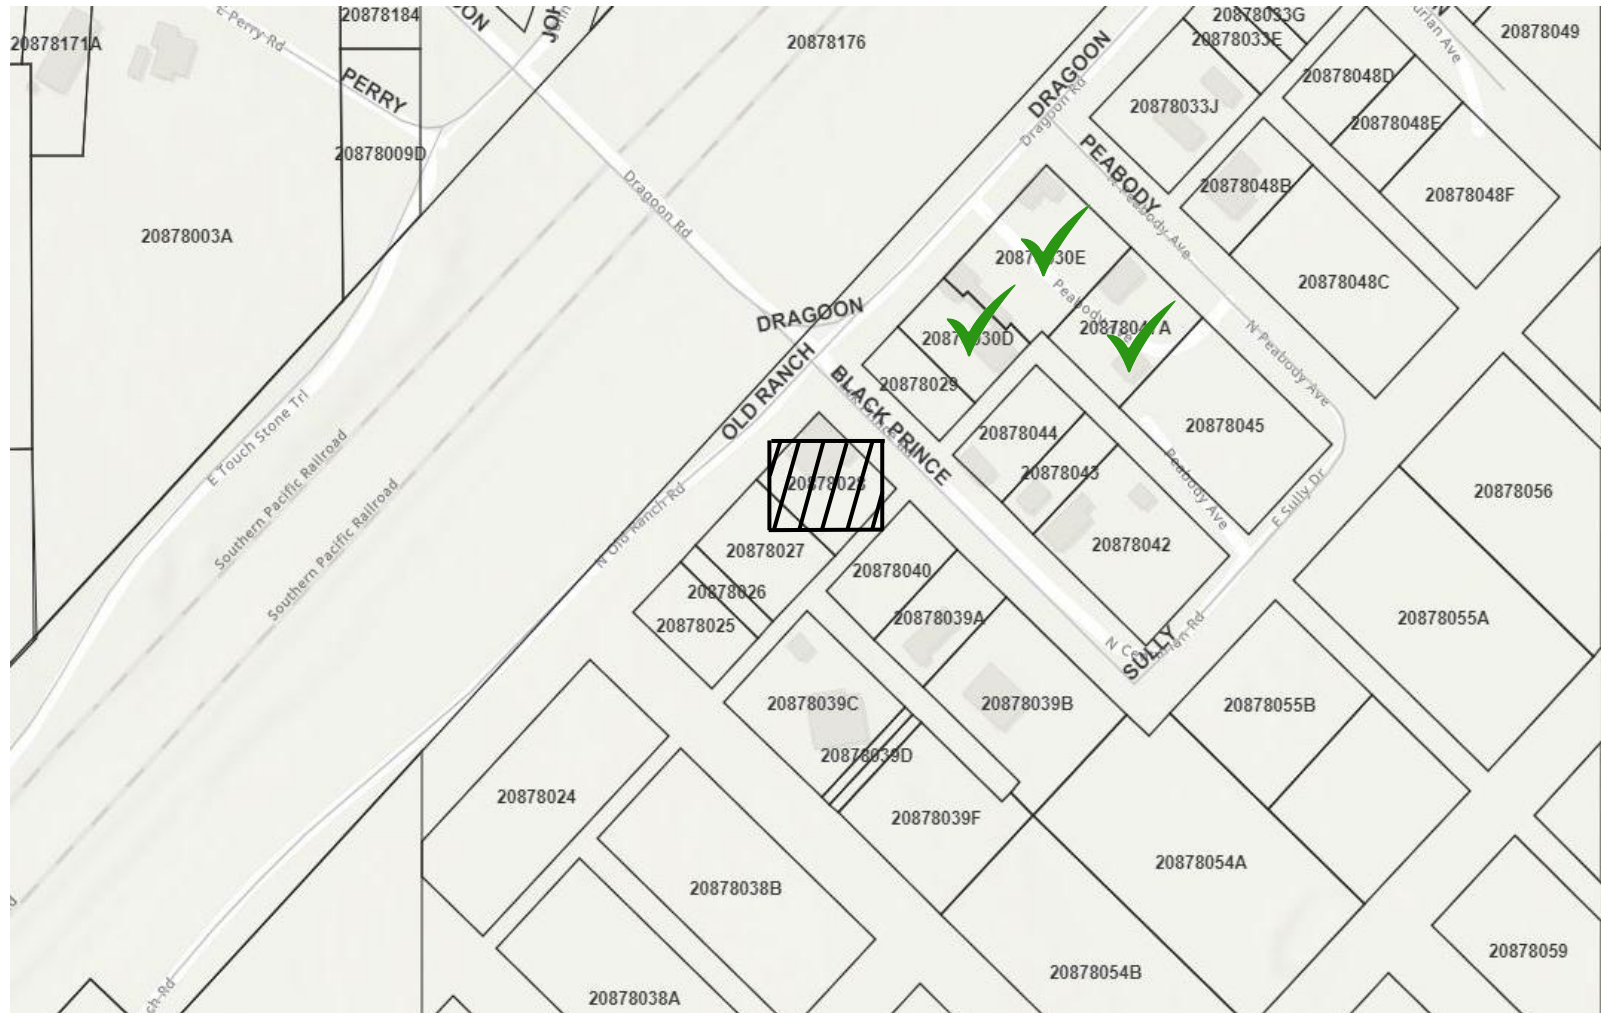 20878171A
E Perry Rd
20878184
PERRY
20878009D
20878003A
20878176
Dragoon Rd
DRAGOON
Dragoon Rd
20878033G
20878033E
20878033J
20878049
20878048D
20878048E
20878048B
20878048F
20878048C
PEABODY
Peabody Ave
N Peabody Ave
DRAGOON
OLD RANCH
BLACK PRINCE
20878029
20878044
20878043
20878045
20878042
Peabody Ave
E Sully Dr
SULLY
20878028
20878027
20878026
20878025
20878040
20878039A
20878039B
20878039C
20878039D
20878039F
E Touch Stone Trl
Southern Pacific Railroad
Southern Pacific Railroad
N Old Ranch Rd
20878024
20878038B
20878038A
20878056
20878055A
20878055B
20878054A
20878054B
20878059